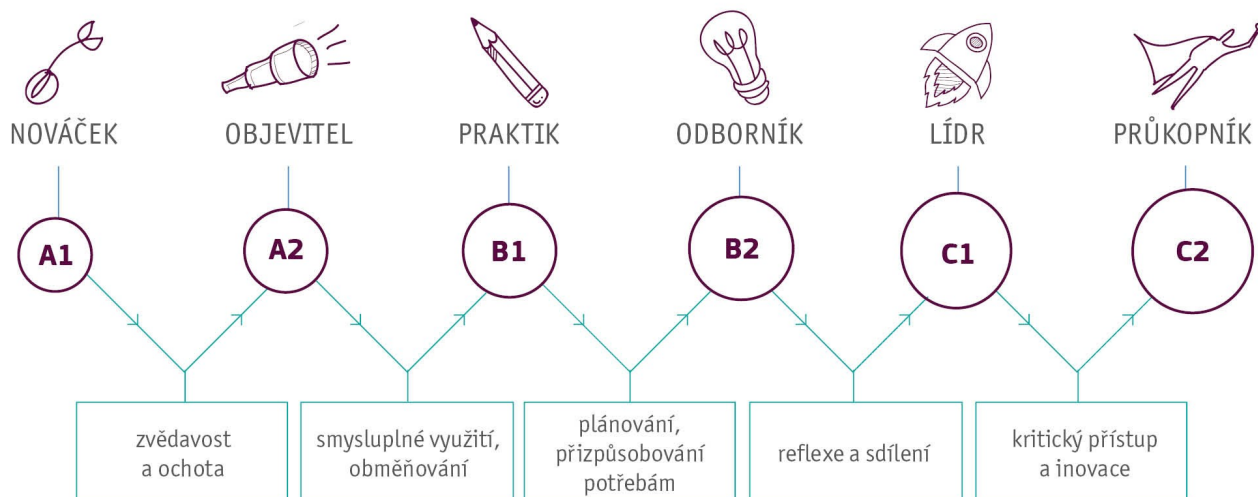 NOVÁČEK
OBJEVITEL
PRAKTIK
ODBORNÍK
LÍDR
PRŮKOPNÍK
A1
A2
B1
B2
C1
C2
zvědavost
a ochota
smysluplné využití,
obměňování
plánování,
přizpůsobování
potřebám
reflexe a sdílení
kritický přístup
a inovace